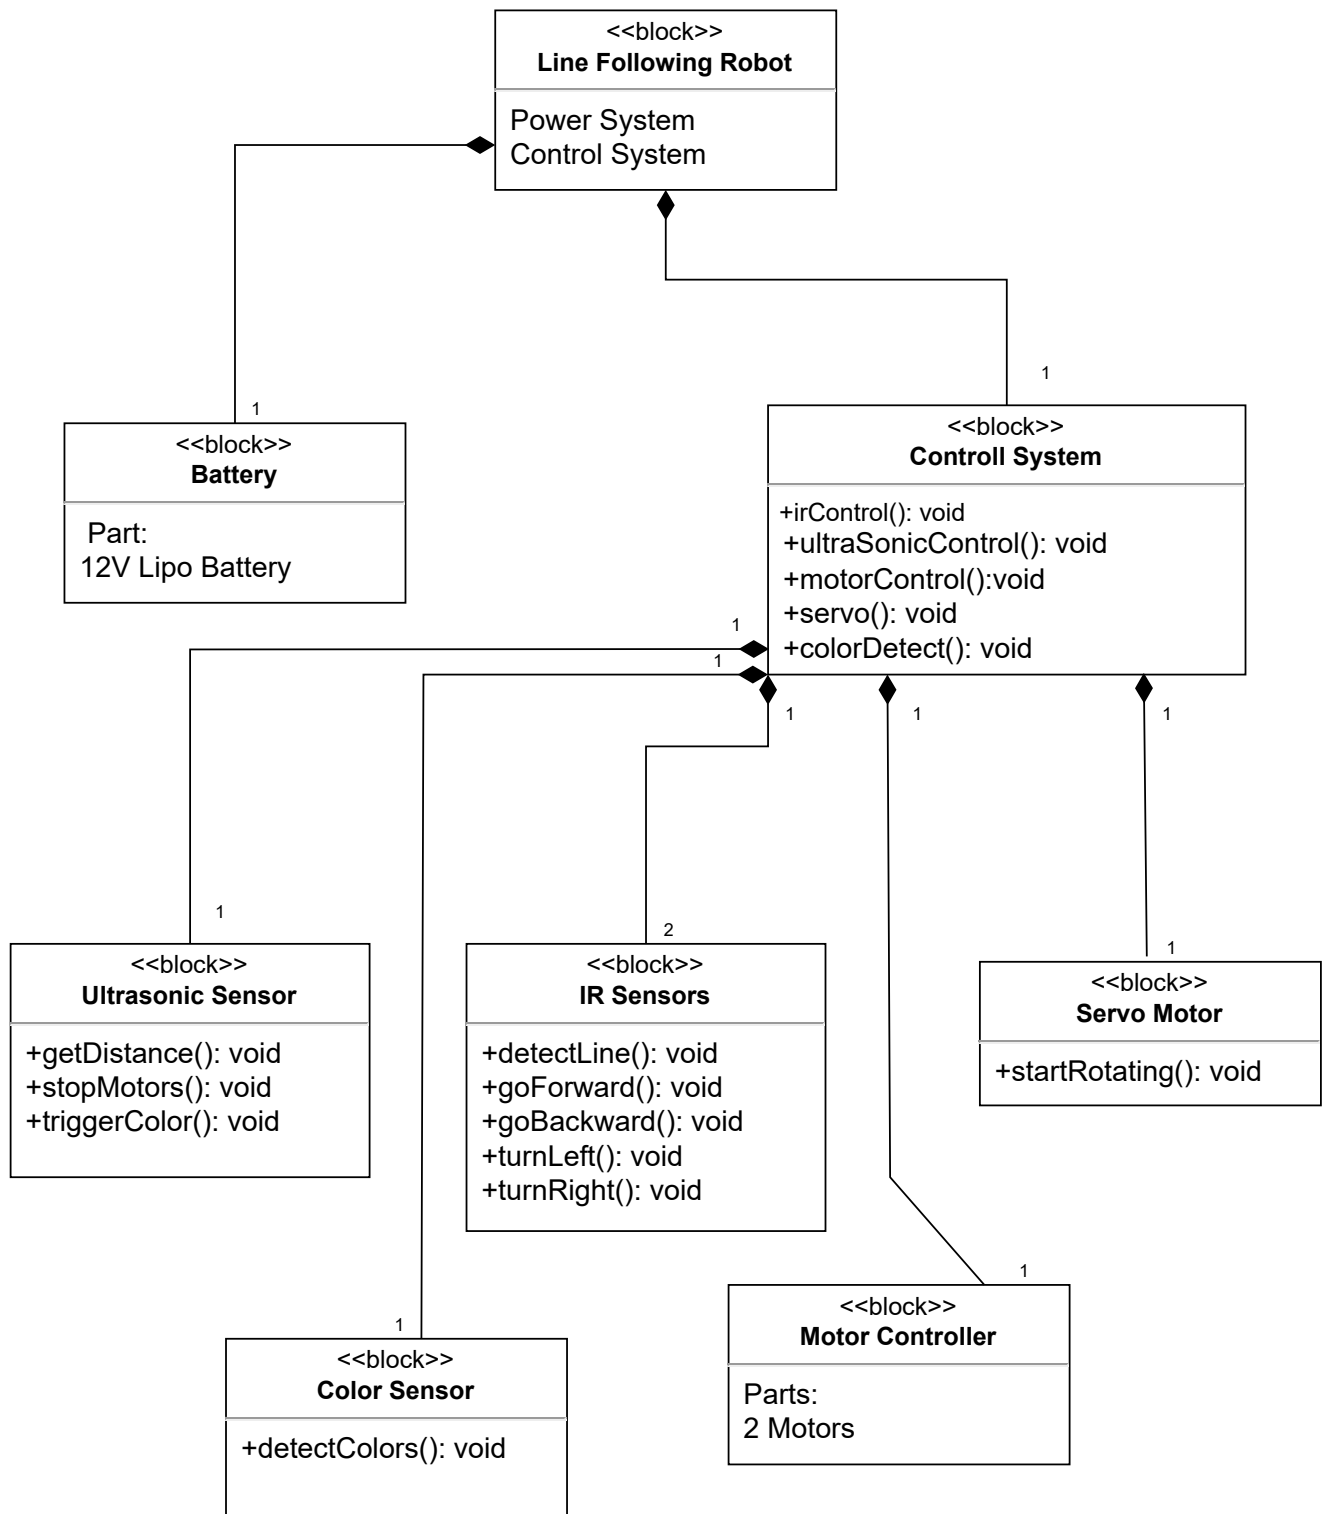 <<block>>
Line Following Robot
Power System
Control System
1
1
<<block>>
Battery
Part:
12V Lipo Battery
<<block>>
Controll System
+irControl(): void
+ultraSonicControl(): void
+motorControl():void
+servo(): void
+colorDetect(): void
1
1
1
1
1
1
2
1
<<block>>
Ultrasonic Sensor
+getDistance(): void
+stopMotors(): void
+triggerColor(): void
<<block>>
IR Sensors
+detectLine(): void
+goForward(): void
+goBackward(): void
+turnLeft(): void
+turnRight(): void
<<block>>
Servo Motor
+startRotating(): void
1
1
<<block>>
Color Sensor
+detectColors(): void
<<block>>
Motor Controller
Parts:
2 Motors